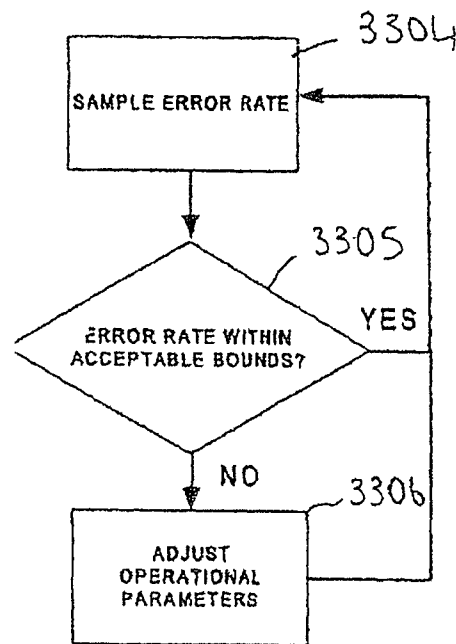 3304
SAMPLE ERROR RATE
3305
ERROR RATE WITHIN
ACCEPTABLE BOUNDS?
YES
NO
3306
ADJUST
OPERATIONAL
PARAMETERS